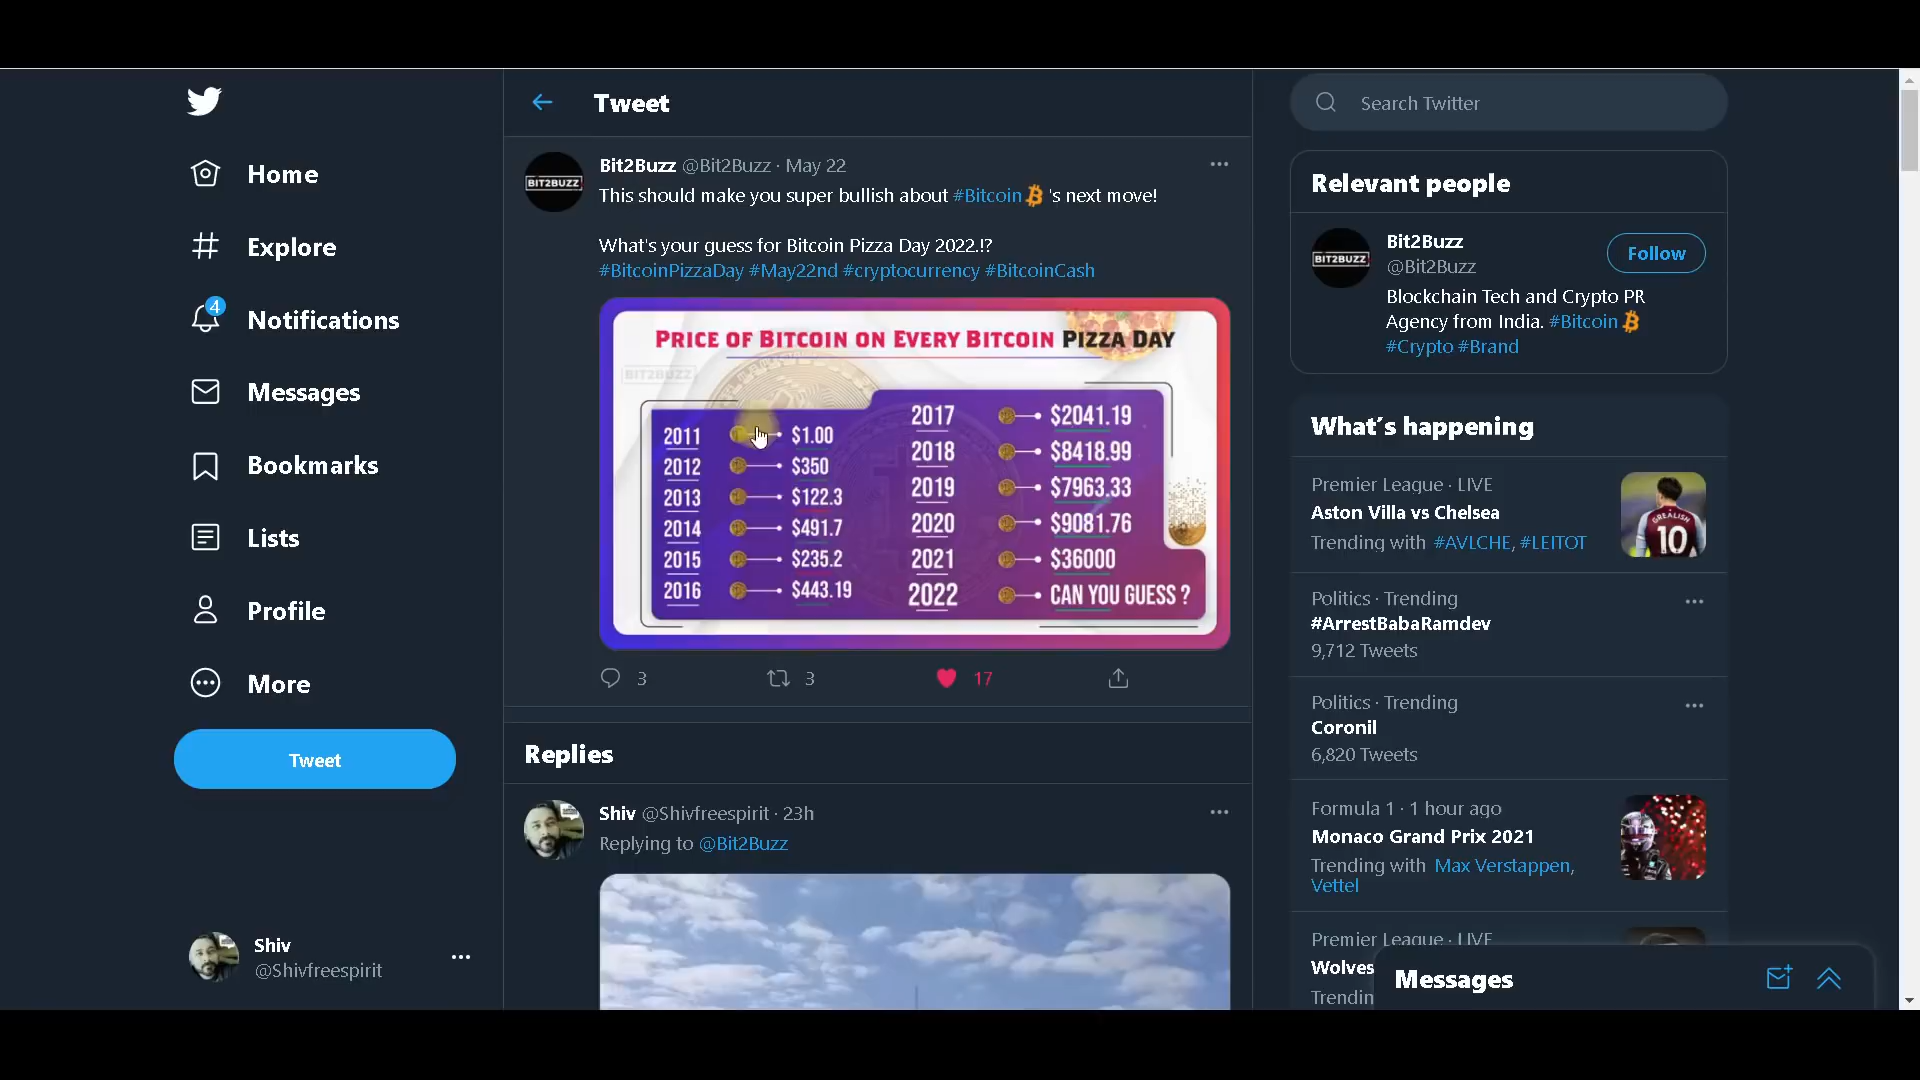 Home
Explore
4
Notifications
Messages
Bookmarks
Lists
Profile
More
Tweet
Shiv
@Shivfreespirit
Tweet
BIT2BUZZ
Bit2Buzz @Bit2Buzz · May 22
This should make you super bullish about #Bitcoin 's next move!
What's your guess for Bitcoin Pizza Day 2022.!?
#BitcoinPizzaDay #May22nd #cryptocurrency #BitcoinCash
PRICE OF BITCOIN ON EVERY BITCOIN PIZZA DAY
BIT2BUZZ
2011 $1.00
2012 $350
2013 $122.3
2014 $491.7
2015 $235.2
2016 $443.19
2017 $2041.19
2018 $8418.99
2019 $7963.33
2020 $9081.76
2021 $36000
2022 CAN YOU GUESS ?
3 3 17
Replies
Shiv @Shivfreespirit · 23h
Replying to @Bit2Buzz
Search Twitter
Relevant people
BIT2BUZZ
Bit2Buzz
@Bit2Buzz
Follow
Blockchain Tech and Crypto PR
Agency from India. #Bitcoin
#Crypto #Brand
What's happening
Premier League · LIVE
Aston Villa vs Chelsea
Trending with #AVLCHE, #LEITOT
GREALISH
10
Politics · Trending
#ArrestBabaRamdev
9,712 Tweets
Politics · Trending
Coronil
6,820 Tweets
Formula 1 · 1 hour ago
Monaco Grand Prix 2021
Trending with Max Verstappen,
Vettel
Premier League · LIVE
Wolves
Trendin
Messages